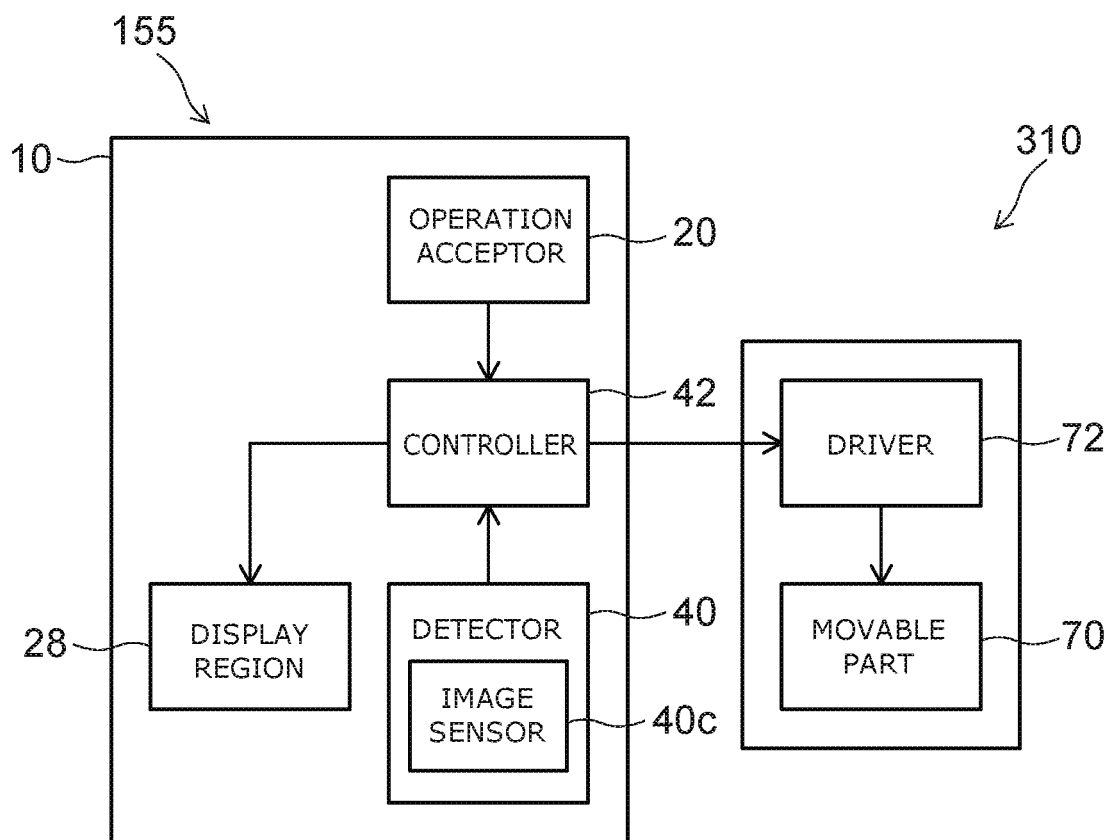 155
10
310
OPERATION
ACCEPTOR
20
42
CONTROLLER
DRIVER
72
28
DISPLAY
REGION
DETECTOR
40
IMAGE
SENSOR
40c
MOVABLE
PART
70